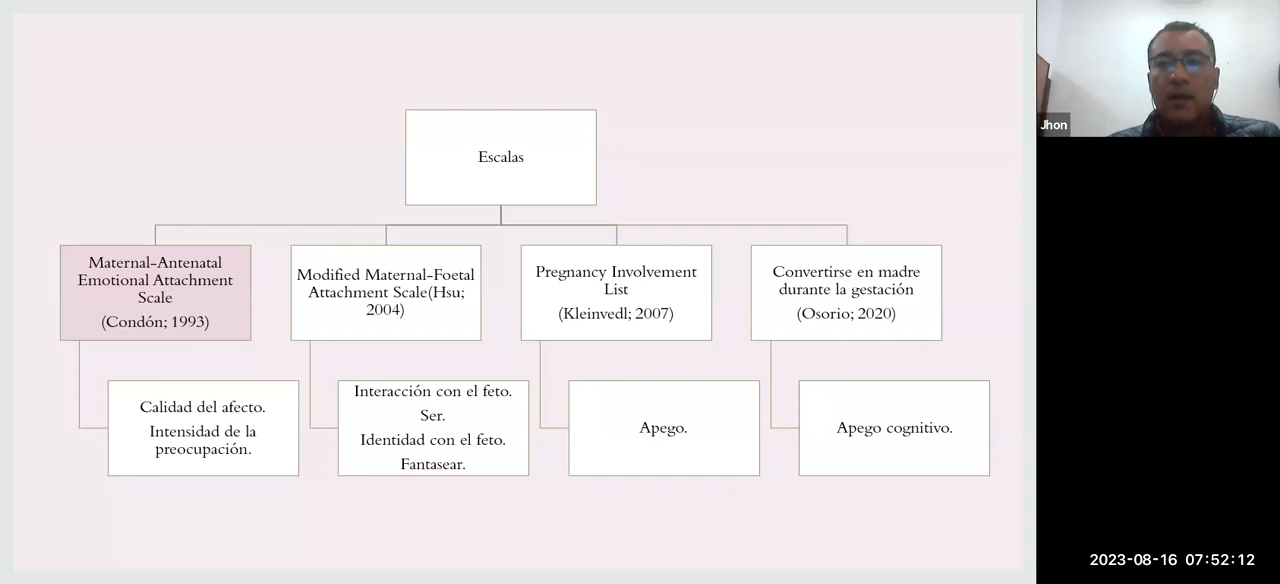 Escalas
Maternal-Antenatal
Emotional Attachment
Scale
(Condón; 1993)
Modified Maternal-Foetal
Attachment Scale(Hsu;
2004)
Pregnancy Involvement
List
(Kleinvedl; 2007)
Convertirse en madre
durante la gestación
(Osorio; 2020)
Calidad del afecto.
Intensidad de la
preocupación.
Interacción con el feto.
Ser.
Identidad con el feto.
Fantasear.
Apego.
Apego cognitivo.
Jhon
2023-08-16 07:52:12